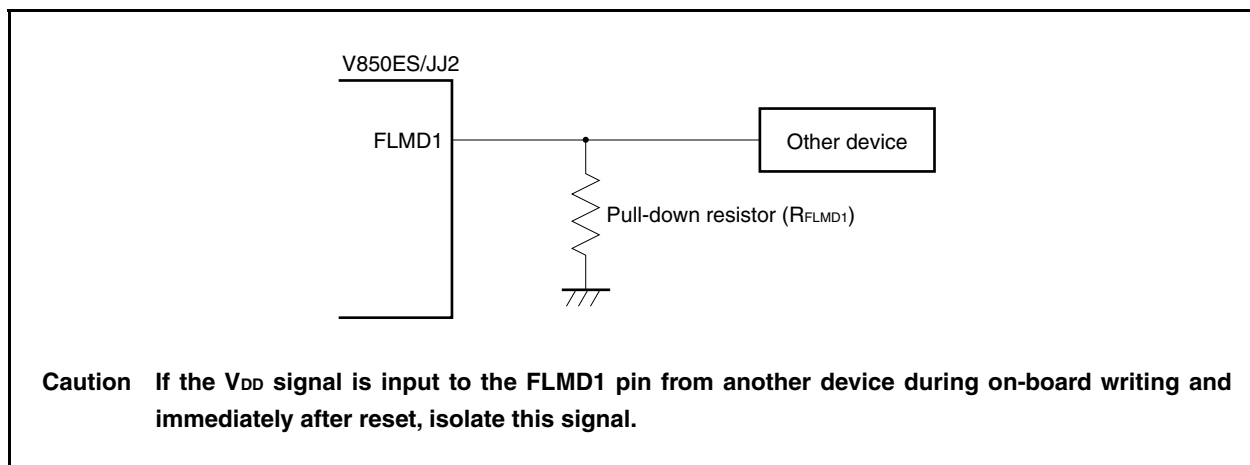 V850ES/JJ2
FLMD1
Other device
Pull-down resistor (RFLMD1)
Caution If the VDD signal is input to the FLMD1 pin from another device during on-board writing and
immediately after reset, isolate this signal.